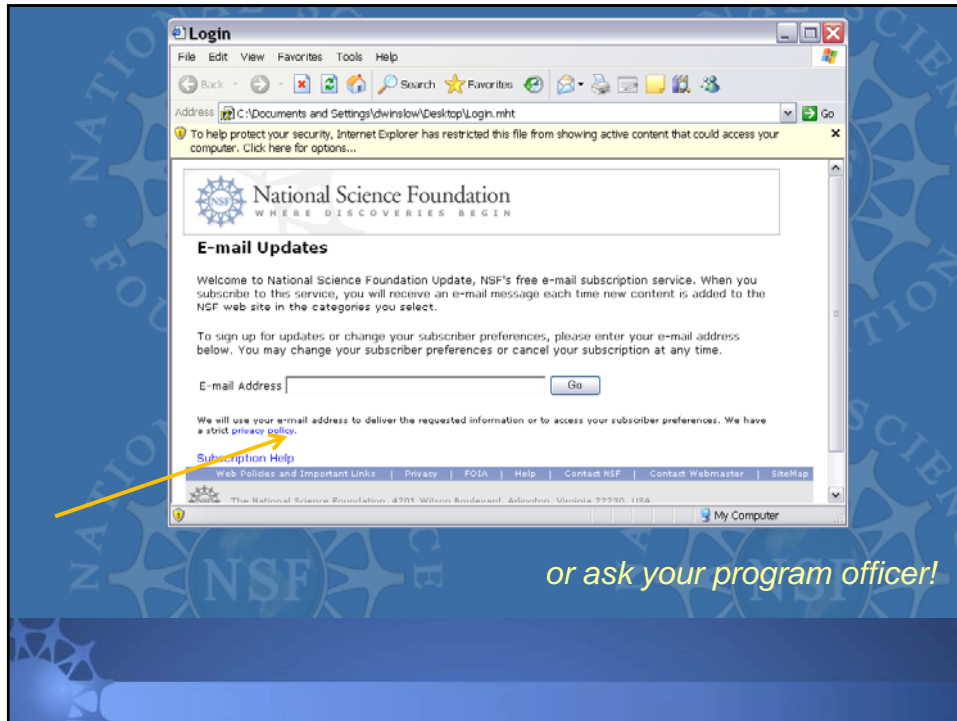 Login
File Edit View Favorites Tools Help
Back Search Favorites
Address C:\Documents and Settings\dwinslow\Desktop\Login.mht Go
To help protect your security, Internet Explorer has restricted this file from showing active content that could access your
computer. Click here for options...
NSF National Science Foundation
WHERE DISCOVERIES BEGIN
E-mail Updates
Welcome to National Science Foundation Update, NSF's free e-mail subscription service. When you
subscribe to this service, you will receive an e-mail message each time new content is added to the
NSF web site in the categories you select.
To sign up for updates or change your subscriber preferences, please enter your e-mail address
below. You may change your subscriber preferences or cancel your subscription at any time.
E-mail Address Go
We will use your e-mail address to deliver the requested information or to access your subscriber preferences. We have
a strict privacy policy.
Subscription Help
Web Policies and Important Links | Privacy | FOIA | Help | Contact NSF | Contact Webmaster | SiteMap
The National Science Foundation, 4201 Wilson Boulevard, Arlington, Virginia 22230, USA
My Computer
or ask your program officer!
NSF
NSF